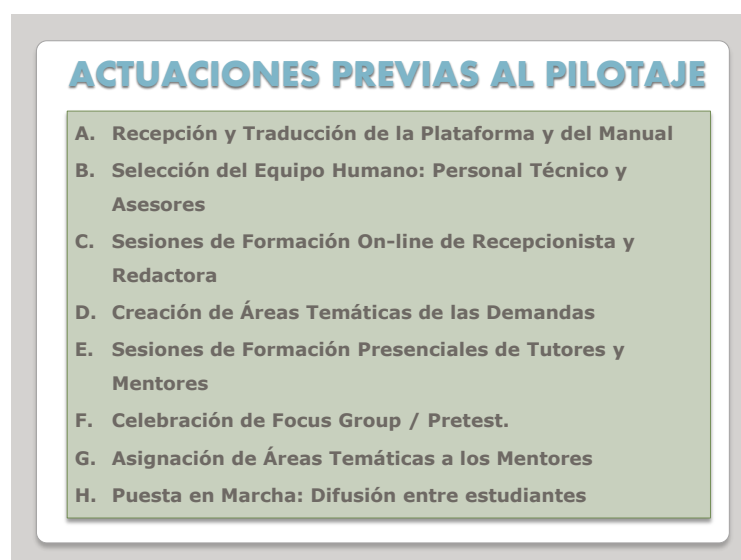 ACTUACIONES PREVIAS AL PILOTAJE
A. Recepción y Traducción de la Plataforma y del Manual
B. Selección del Equipo Humano: Personal Técnico y
Asesores
C. Sesiones de Formación On-line de Recepcionista y
Redactora
D. Creación de Áreas Temáticas de las Demandas
E. Sesiones de Formación Presenciales de Tutores y
Mentores
F. Celebración de Focus Group / Pretest.
G. Asignación de Áreas Temáticas a los Mentores
H. Puesta en Marcha: Difusión entre estudiantes